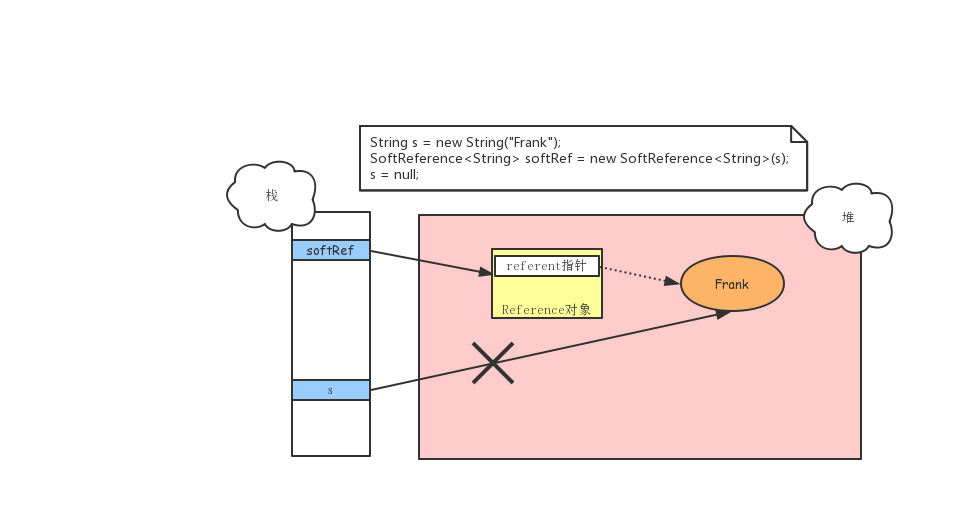 String s = new String("Frank");
SoftReference<String> softRef = new SoftReference<String>(s);
s = null;
栈
堆
softRef
referent指针
Frank
Reference对象
s